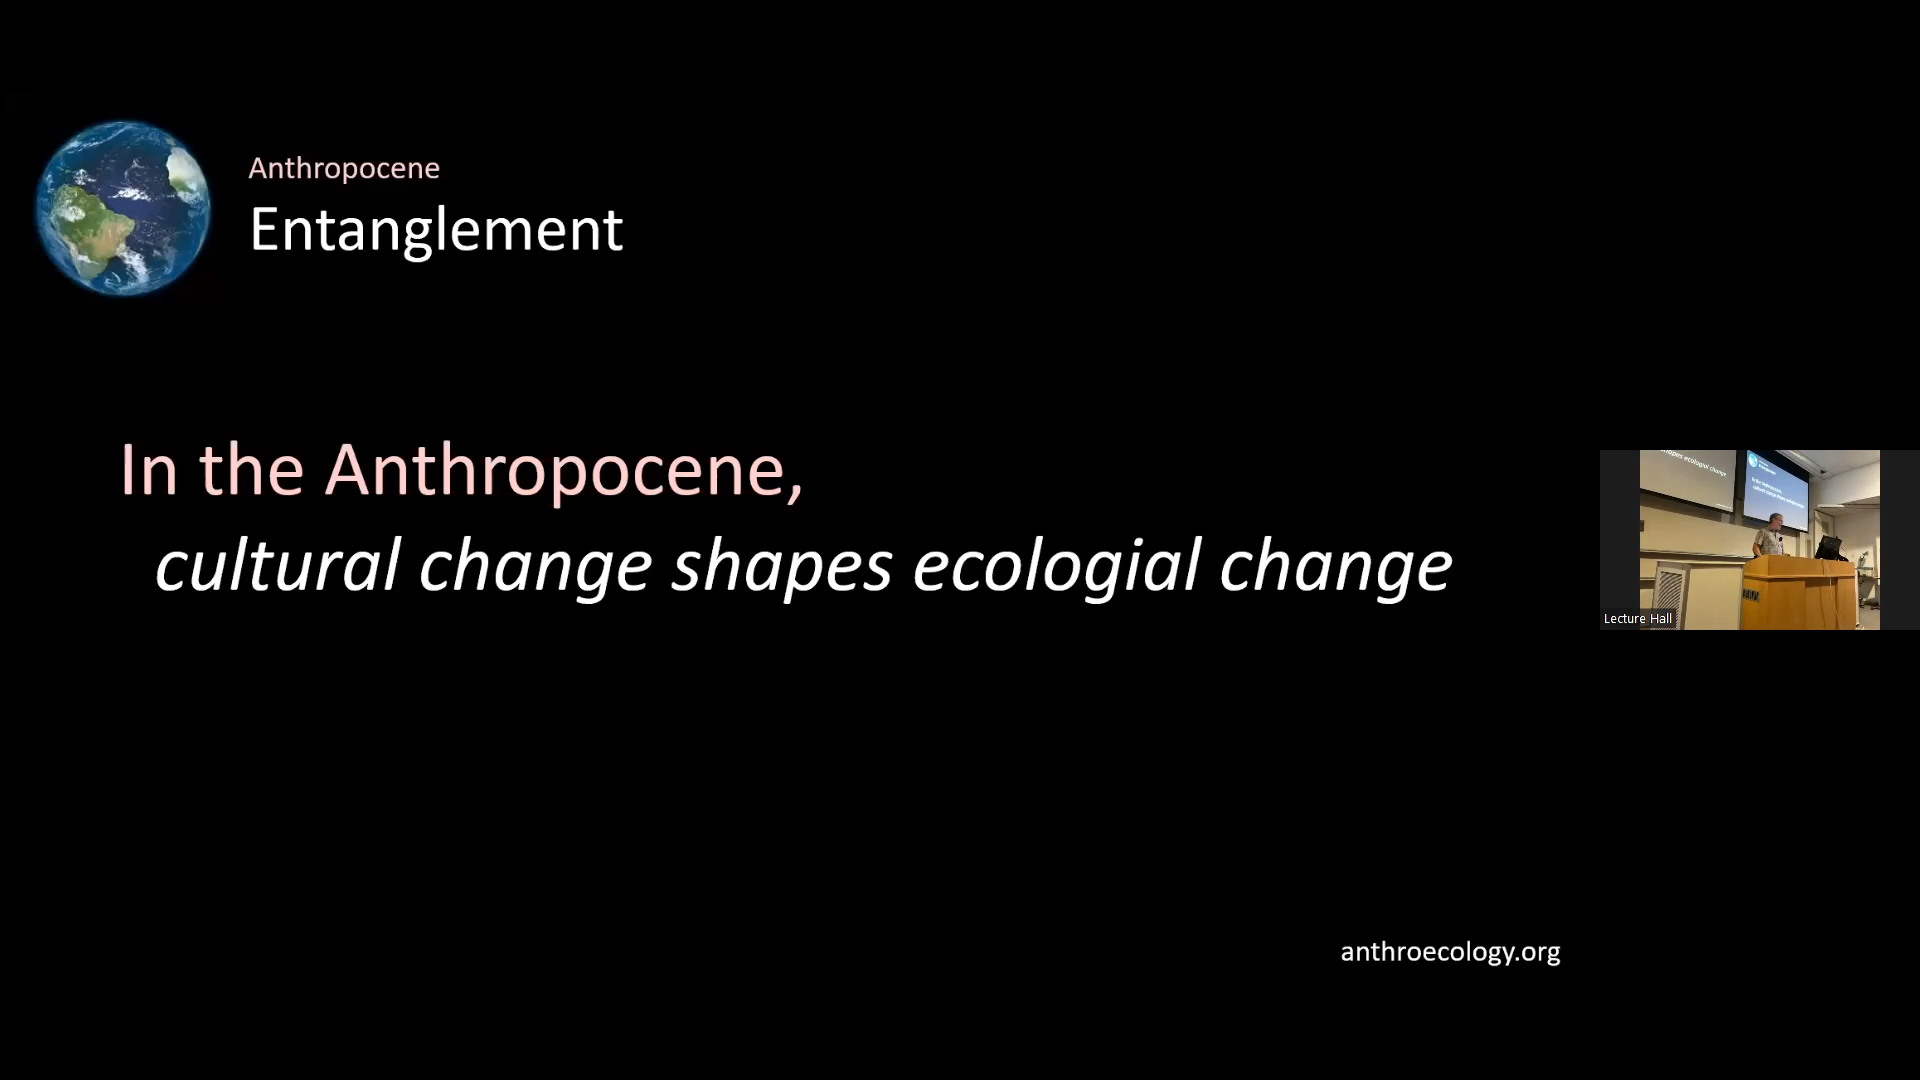 Anthropocene
Entanglement
In the Anthropocene,
cultural change shapes ecologial change
anthroecology.org
Lecture Hall